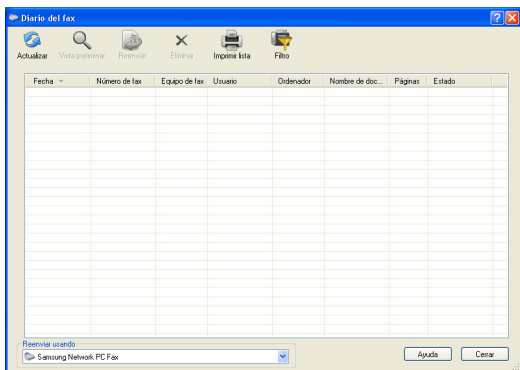 Diario del fax
Actualizar Vista preliminar Reenviar Eliminar Imprimir lista Filtro
Fecha Número de fax Equipo de fax Usuario Ordenador Nombre de doc... Páginas Estado
Reenviar usando
Samsung Network PC Fax
Ayuda Cerrar